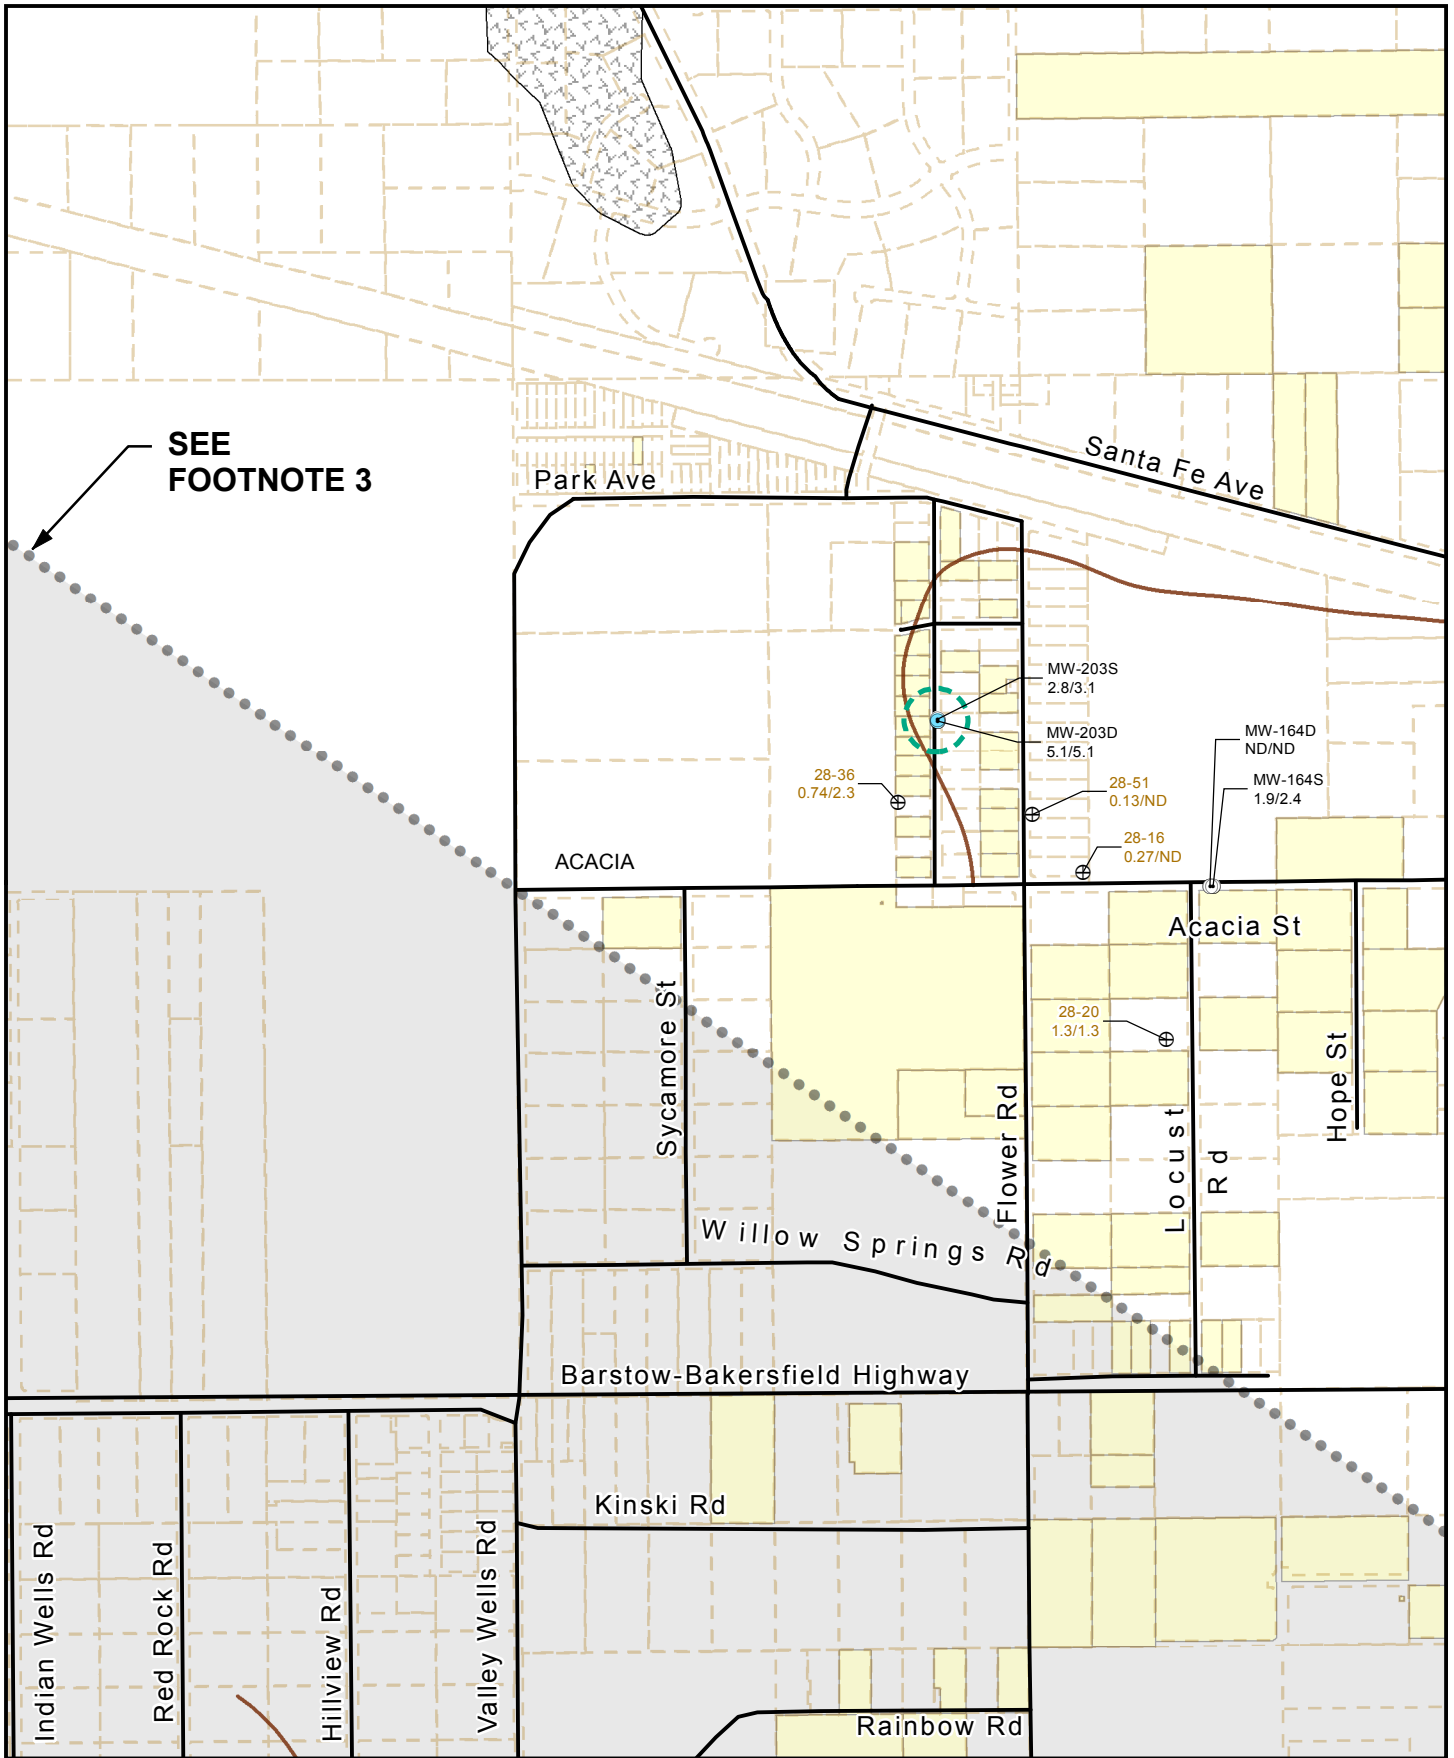 SEE
FOOTNOTE 3
Park Ave
Santa Fe Ave
MW-203S
2.8/3.1
MW-203D
5.1/5.1
MW-164D
ND/ND
MW-164S
1.9/2.4
28-36
0.74/2.3
28-51
0.13/ND
28-16
0.27/ND
ACACIA
Acacia St
28-20
1.3/1.3
Sycamore St
Flower Rd
Locust
Rd
Hope St
Willow Springs Rd
Barstow-Bakersfield Highway
Kinski Rd
Indian Wells Rd
Red Rock Rd
Hillview Rd
Valley Wells Rd
Rainbow Rd